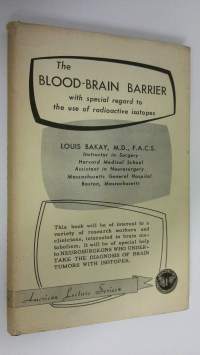 The
BLOOD-BRAIN BARRIER
with special regard to
the use of radioactive isotopes
LOUIS BAKAY, M.D., F.A.C.S.
Instructor in Surgery
Harvard Medical School
Assistant in Neurosurgery
Massachusetts General Hospital
Boston, Massachusetts
This book will be of interest to a
variety of research workers and
clinicians, interested in brain me-
tabolism; it will be of special help
to NEUROSURGEONS WHO UNDER-
TAKE THE DIAGNOSIS OF BRAIN
TUMORS WITH ISOTOPES.
American Lecture Series